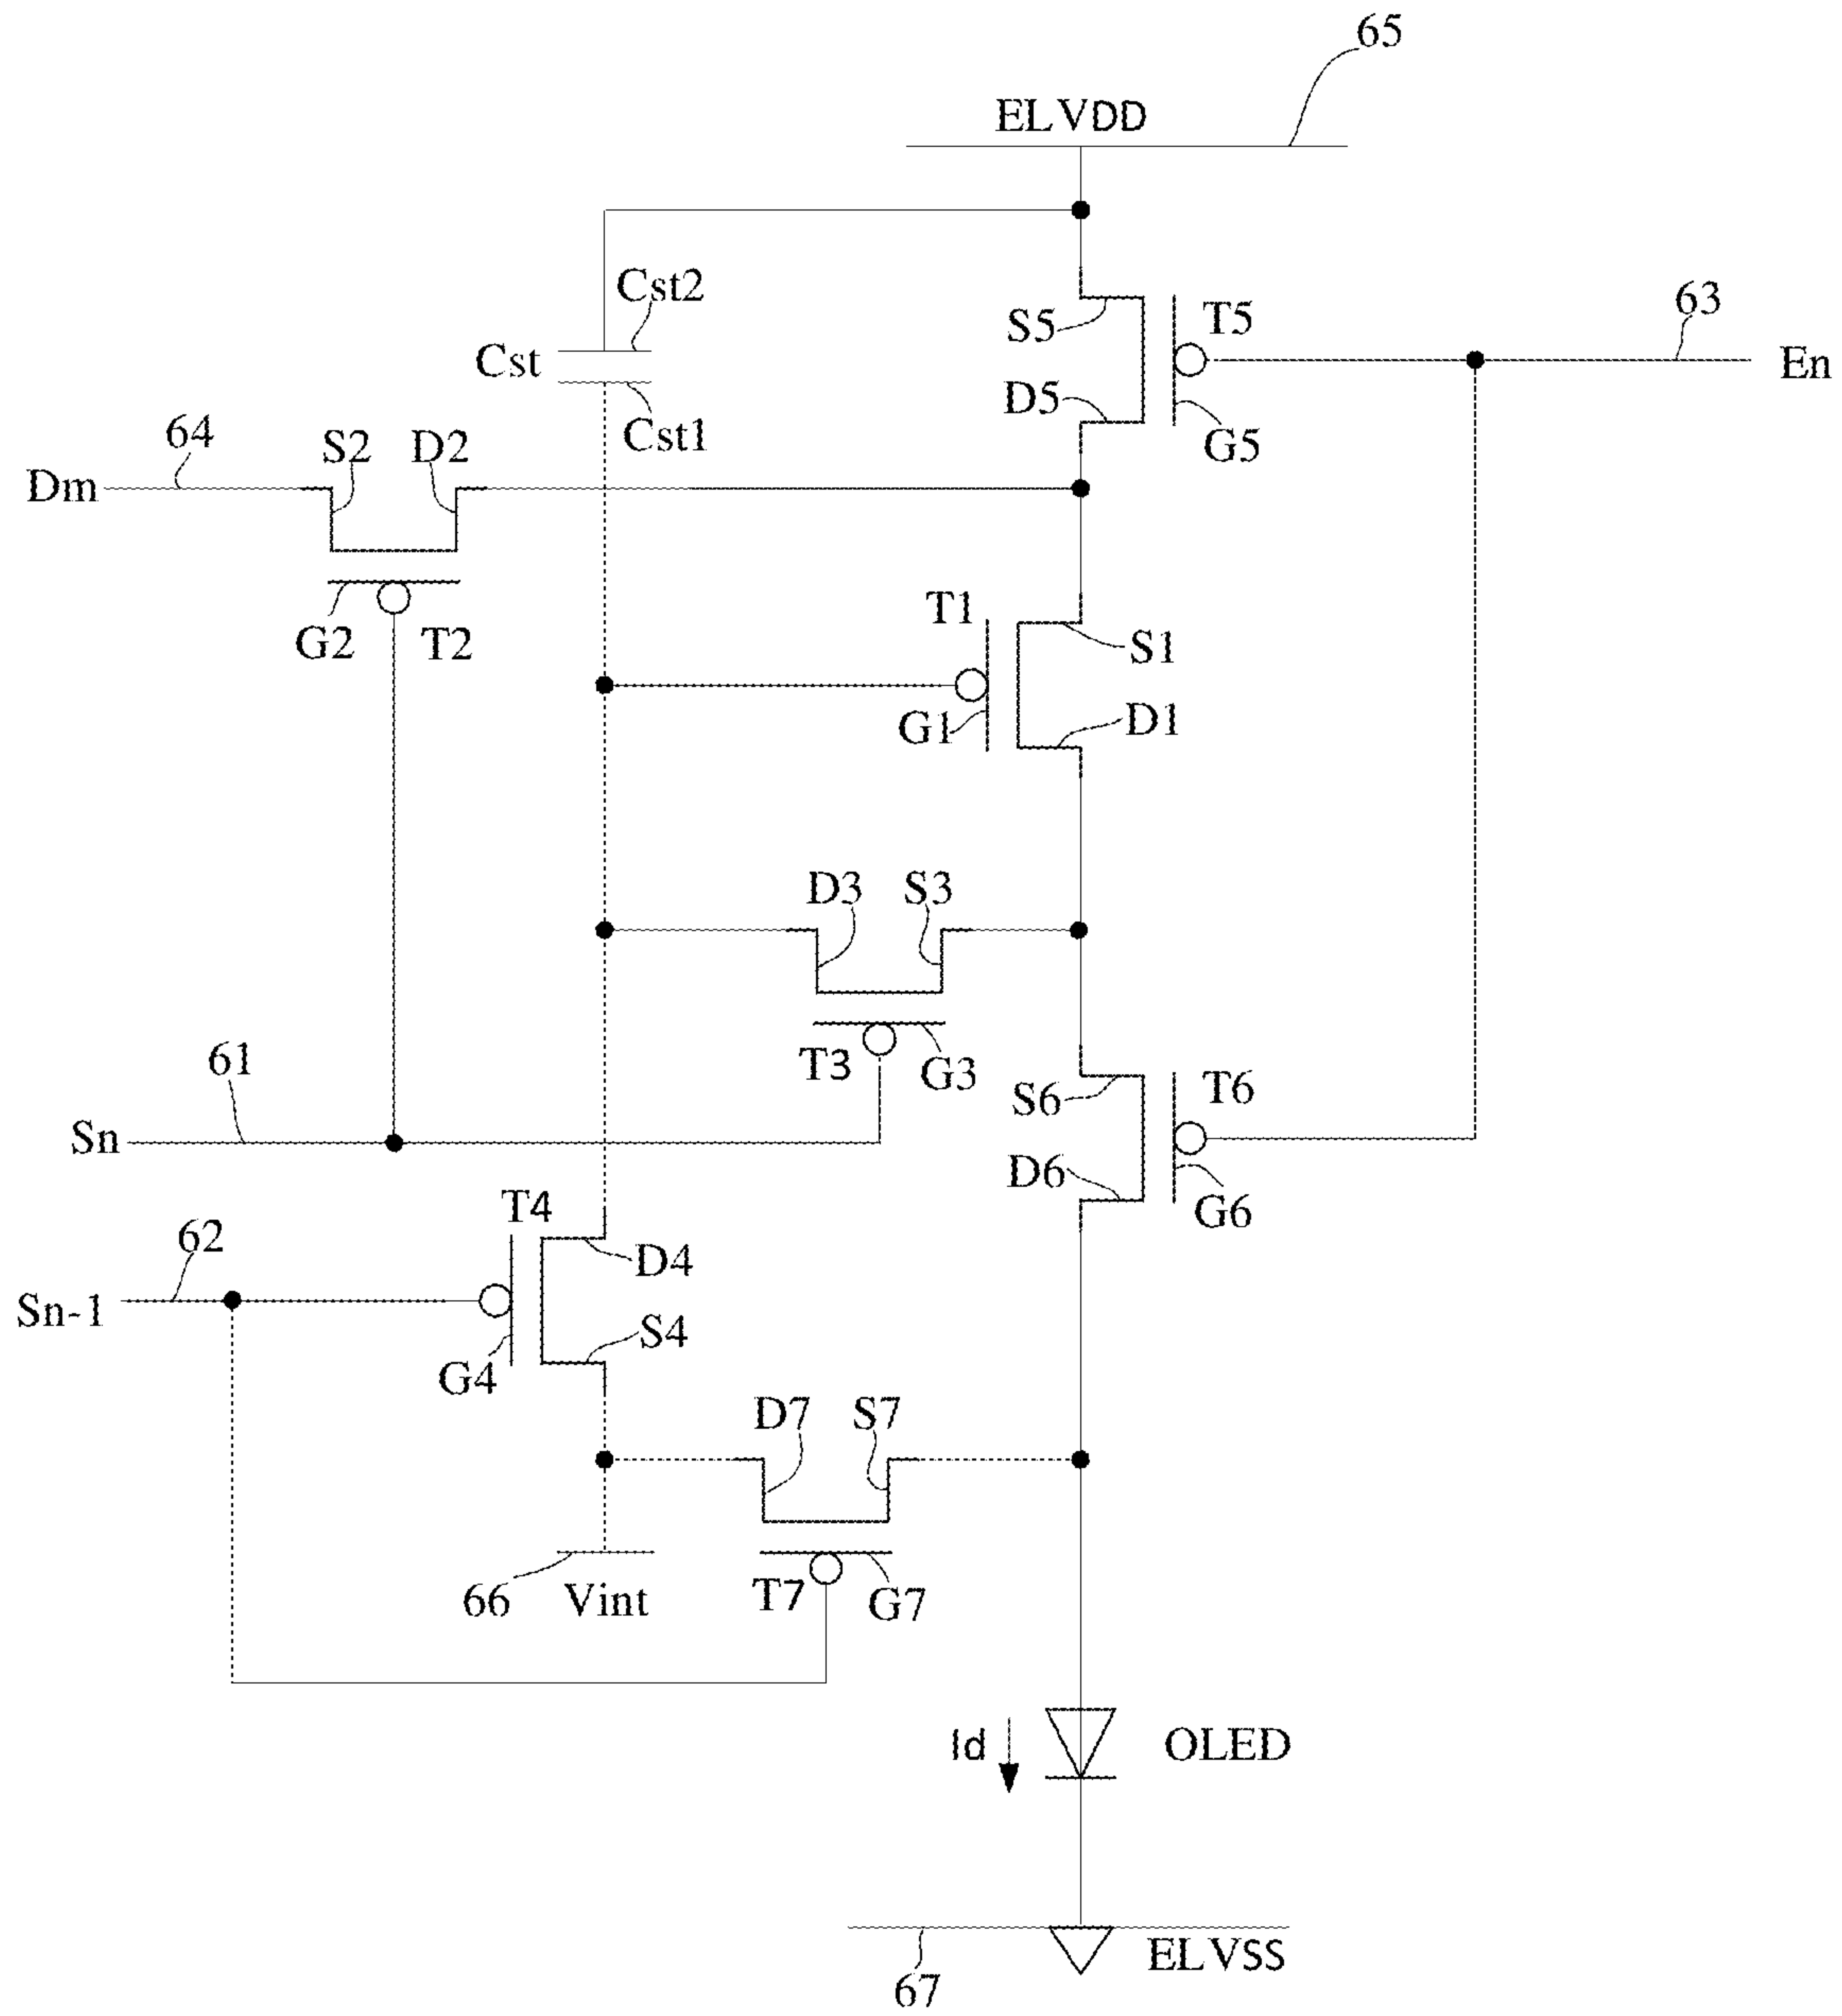 65
ELVDD
Cst2
S5
T5
63
Cst
En
D5
Cst1
G5
64
S2
D2
Dm
T1
G2
T2
S1
G1
D1
D3
S3
61
T3
G3
S6
T6
Sn
D6
T4
G6
62
D4
Sn-1
S4
G4
D7
S7
66
Vint
T7
G7
Id
OLED
ELVSS
67